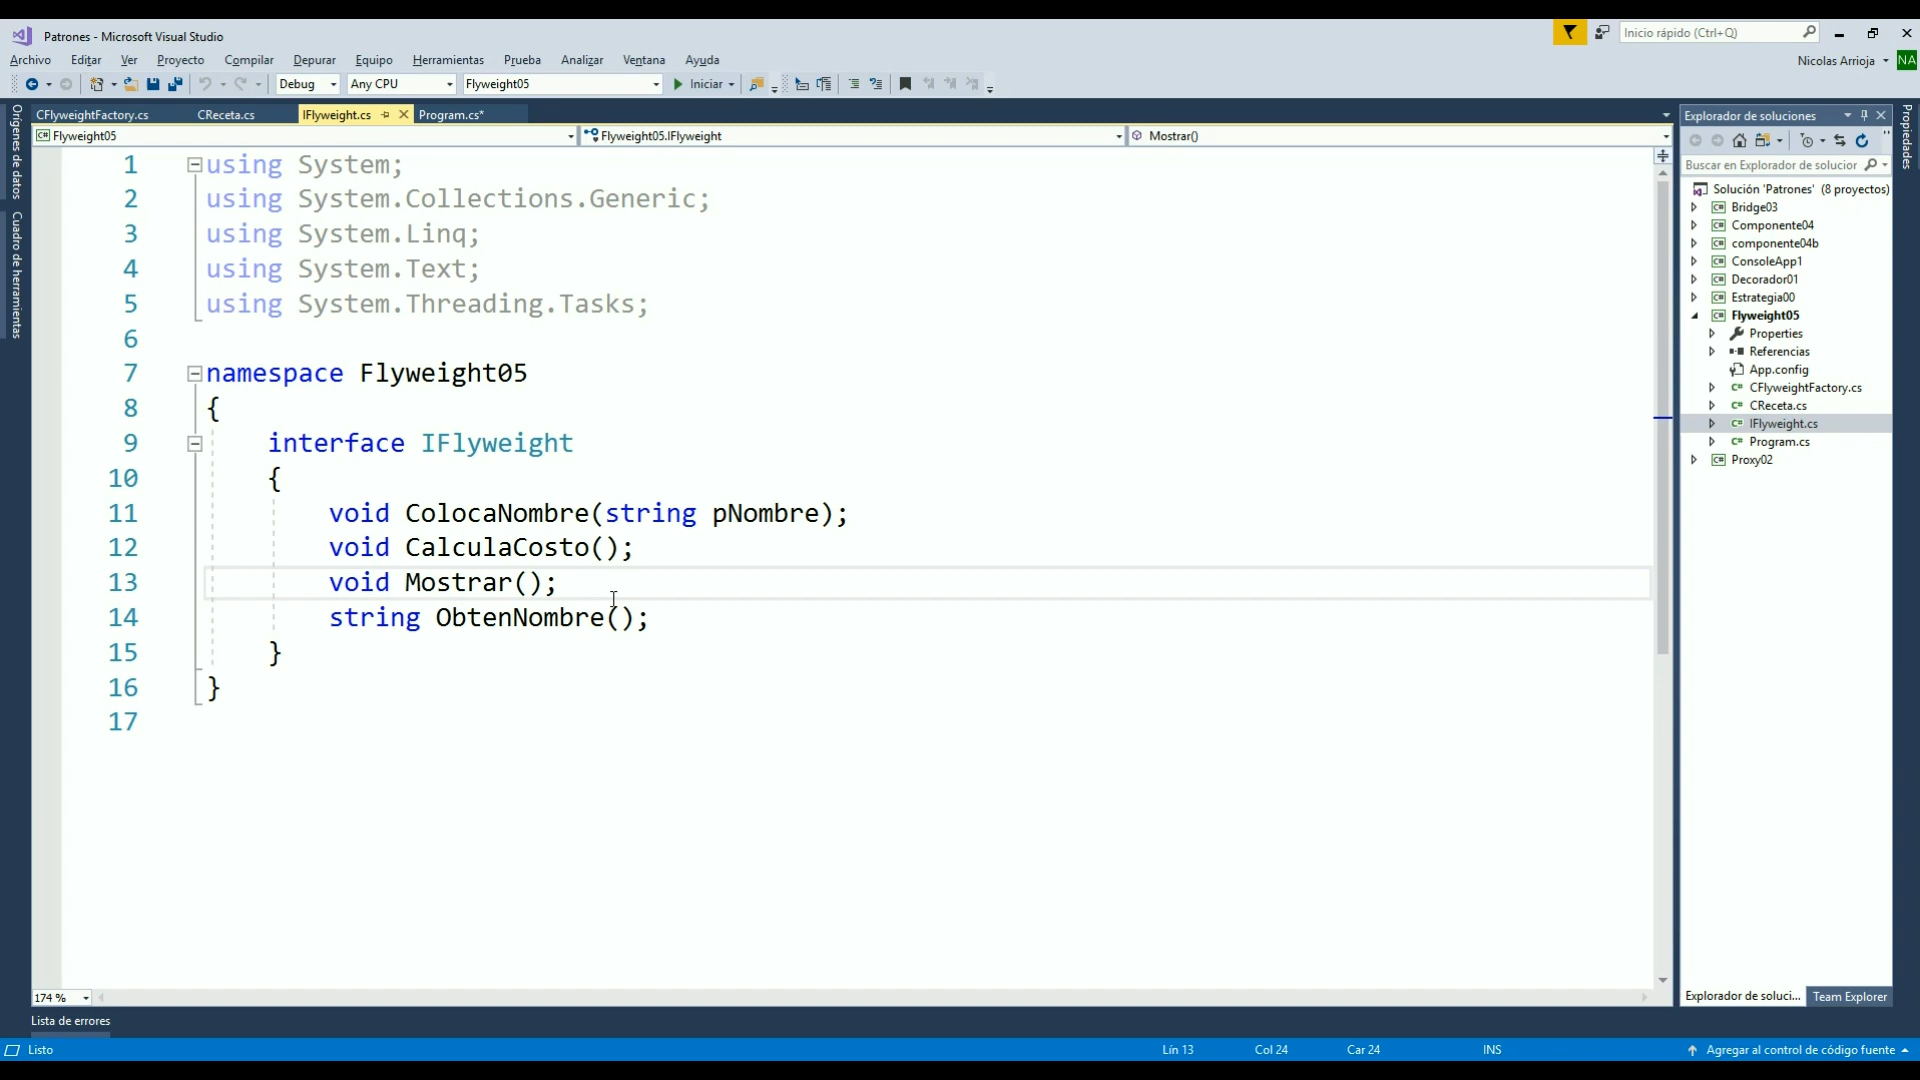 Patrones - Microsoft Visual Studio
Inicio rápido (Ctrl+Q)
Archivo Editar Ver Proyecto Compilar Depurar Equipo Herramientas Prueba Analizar Ventana Ayuda
Nicolas Arrioja NA
Debug Any CPU Flyweight05 Iniciar
CFlyweightFactory.cs CReceta.cs IFlyweight.cs Program.cs*
Flyweight05 Flyweight05.IFlyweight Mostrar()
Orígenes de datos
Cuadro de herramientas
1 using System;
2 using System.Collections.Generic;
3 using System.Linq;
4 using System.Text;
5 using System.Threading.Tasks;
6
7 namespace Flyweight05
8 {
9 interface IFlyweight
10 {
11 void ColocaNombre(string pNombre);
12 void CalculaCosto();
13 void Mostrar();
14 string ObtenNombre();
15 }
16 }
17
174 %
Explorador de soluciones
Buscar en Explorador de solucior
Solución 'Patrones' (8 proyectos)
C# Bridge03
C# Componente04
C# componente04b
C# ConsoleApp1
C# Decorador01
C# Estrategia00
C# Flyweight05
Properties
Referencias
App.config
C# CFlyweightFactory.cs
C# CReceta.cs
C# IFlyweight.cs
C# Program.cs
C# Proxy02
Explorador de soluci... Team Explorer
Propiedades
Lista de errores
Listo Lín 13 Col 24 Car 24 INS Agregar al control de código fuente